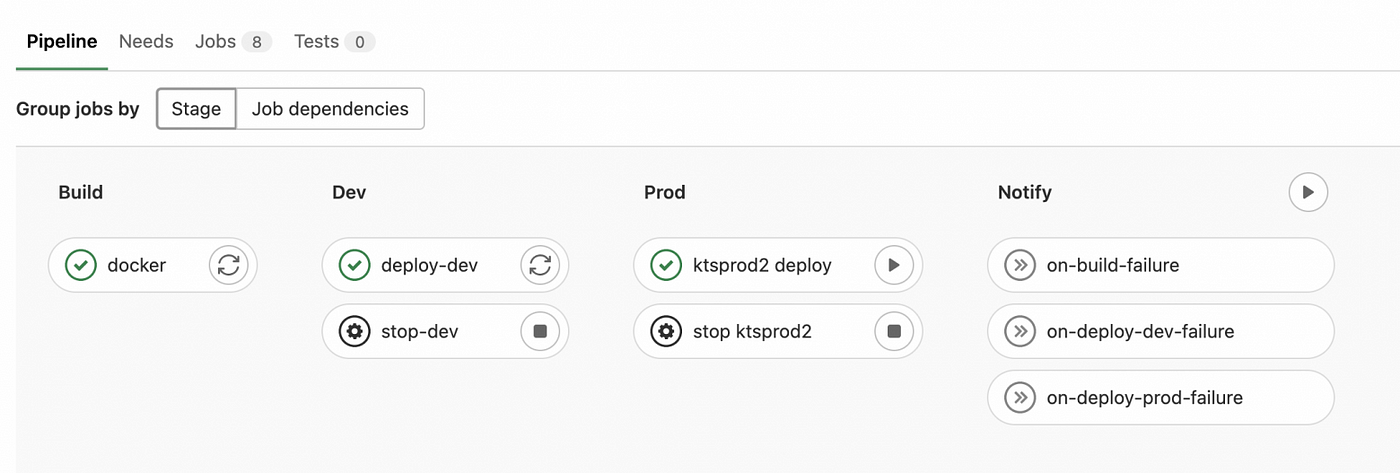 Pipeline Needs Jobs 8 Tests 0
Group jobs by Stage Job dependencies
Build Dev Prod Notify
docker deploy-dev ktsprod2 deploy on-build-failure
stop-dev stop ktsprod2 on-deploy-dev-failure
on-deploy-prod-failure